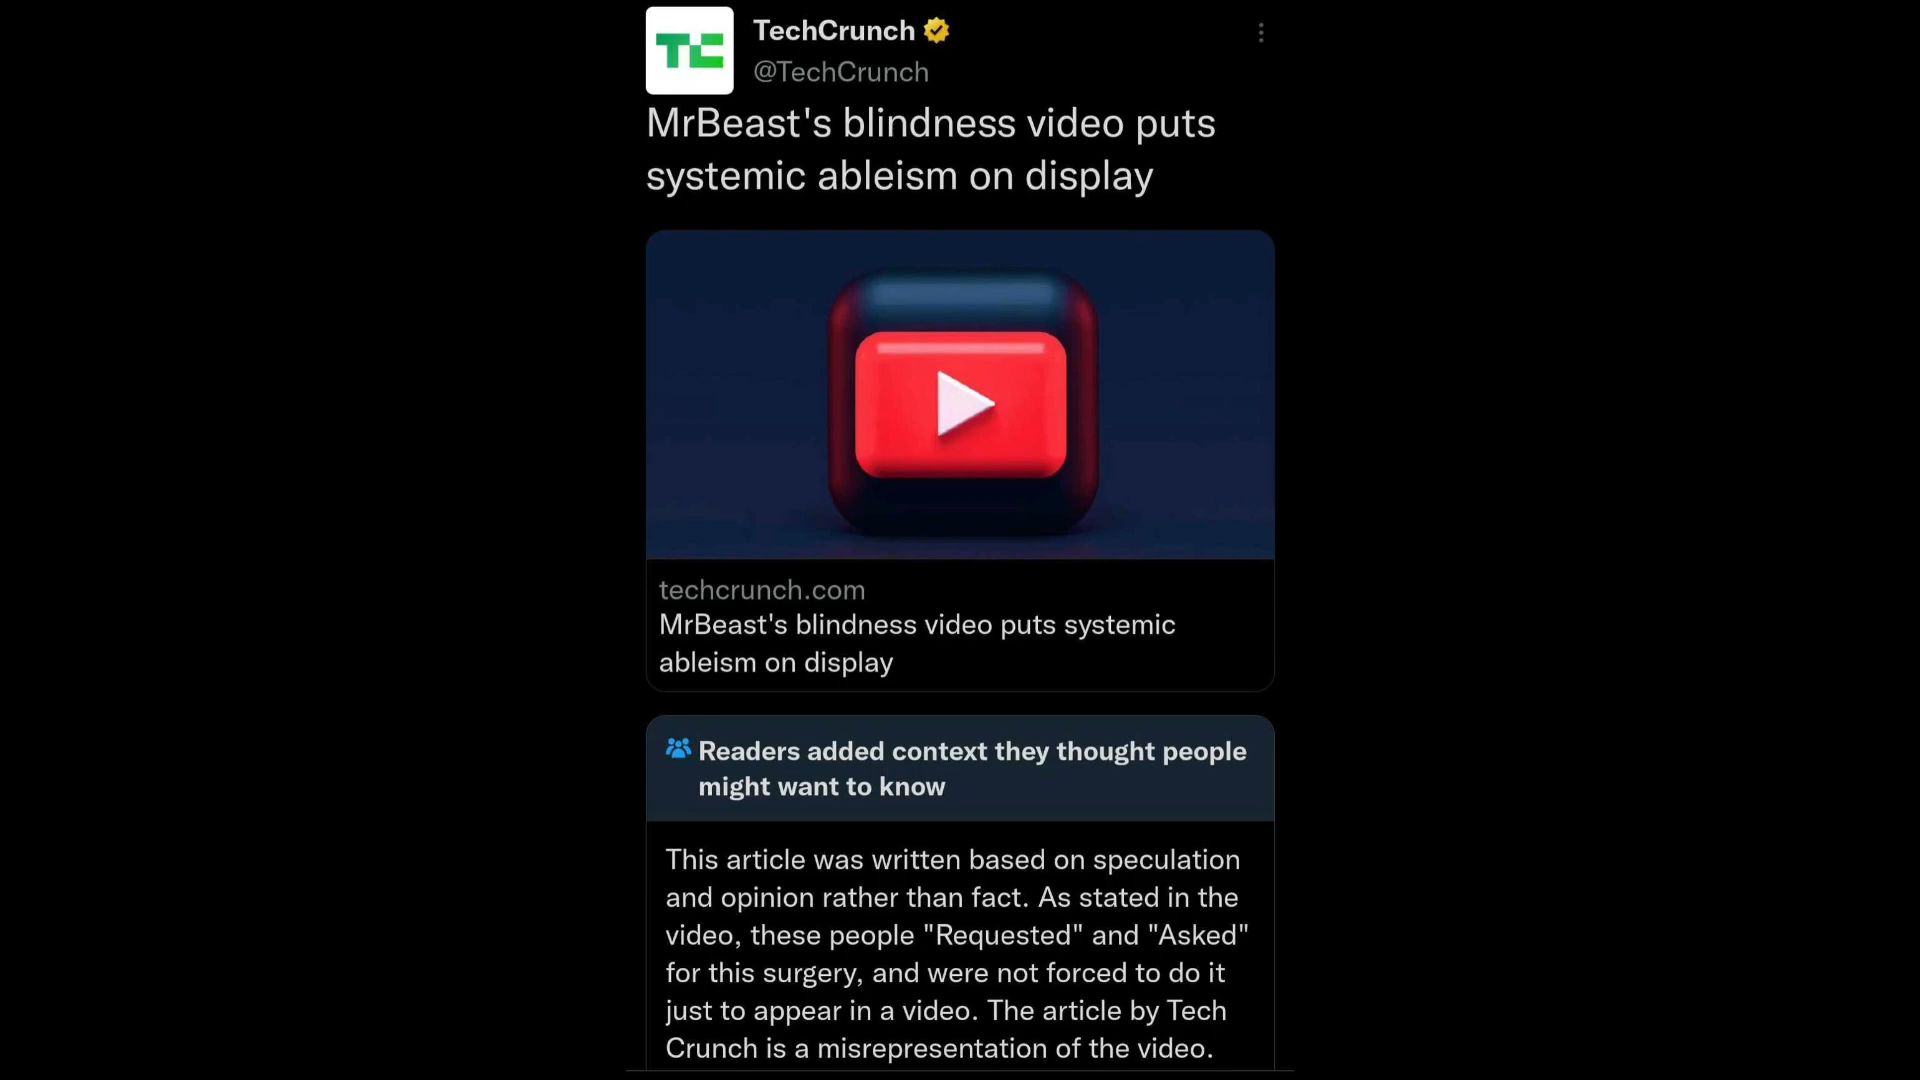 TC
TechCrunch
@TechCrunch
MrBeast's blindness video puts
systemic ableism on display
techcrunch.com
MrBeast's blindness video puts systemic
ableism on display
Readers added context they thought people
might want to know
This article was written based on speculation
and opinion rather than fact. As stated in the
video, these people "Requested" and "Asked"
for this surgery, and were not forced to do it
just to appear in a video. The article by Tech
Crunch is a misrepresentation of the video.